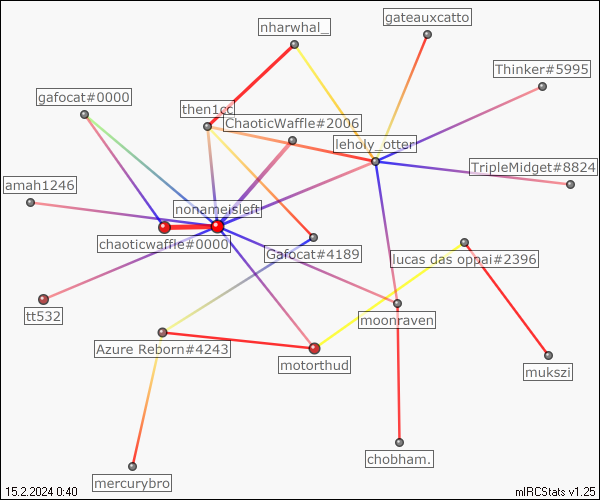 gateauxcatto
nharwhal_
Thinker#5995
gafocat#0000
then1cc
ChaoticWaffle#2006
leholy_otter
TripleMidget#8824
amah1246
nonameisleft
chaoticwaffle#0000
Gafocat#4189
lucas das oppai#2396
tt532
moonraven
Azure Reborn#4243
motorthud
mukszi
chobham.
mercurybro
15.2.2024 0:40
mIRCStats v1.25